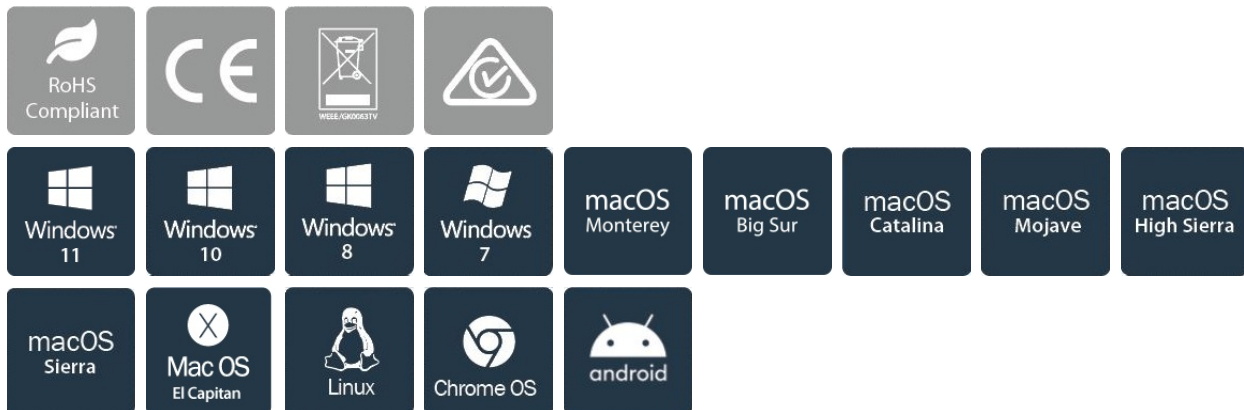 RoHS
Compliant
CE
WEEE/GK0063TV
Windows
11
Windows
10
Windows
8
Windows
7
macOS
Monterey
macOS
Big Sur
macOS
Catalina
macOS
Mojave
macOS
High Sierra
macOS
Sierra
X
Mac OS
El Capitan
Linux
Chrome OS
android